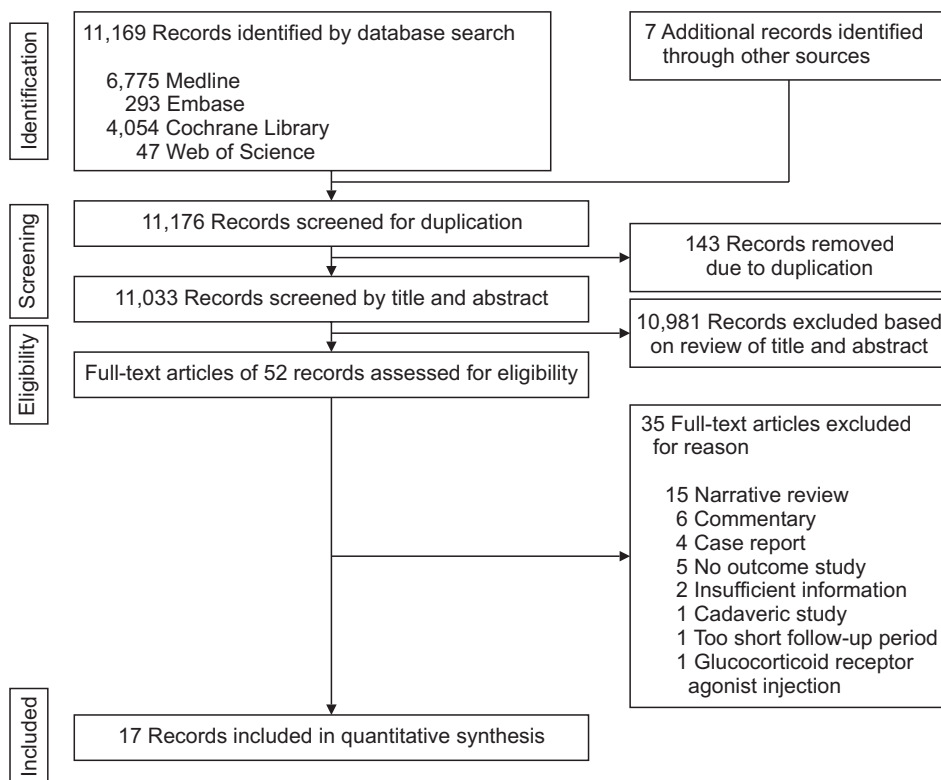 Identification
11,169 Records identified by database search
6,775 Medline
293 Embase
4,054 Cochrane Library
47 Web of Science
7 Additional records identified
through other sources
Screening
11,176 Records screened for duplication
143 Records removed
due to duplication
11,033 Records screened by title and abstract
10,981 Records excluded based
on review of title and abstract
Eligibility
Full-text articles of 52 records assessed for eligibility
35 Full-text articles excluded
for reason
15 Narrative review
6 Commentary
4 Case report
5 No outcome study
2 Insufficient information
1 Cadaveric study
1 Too short follow-up period
1 Glucocorticoid receptor
agonist injection
Included
17 Records included in quantitative synthesis